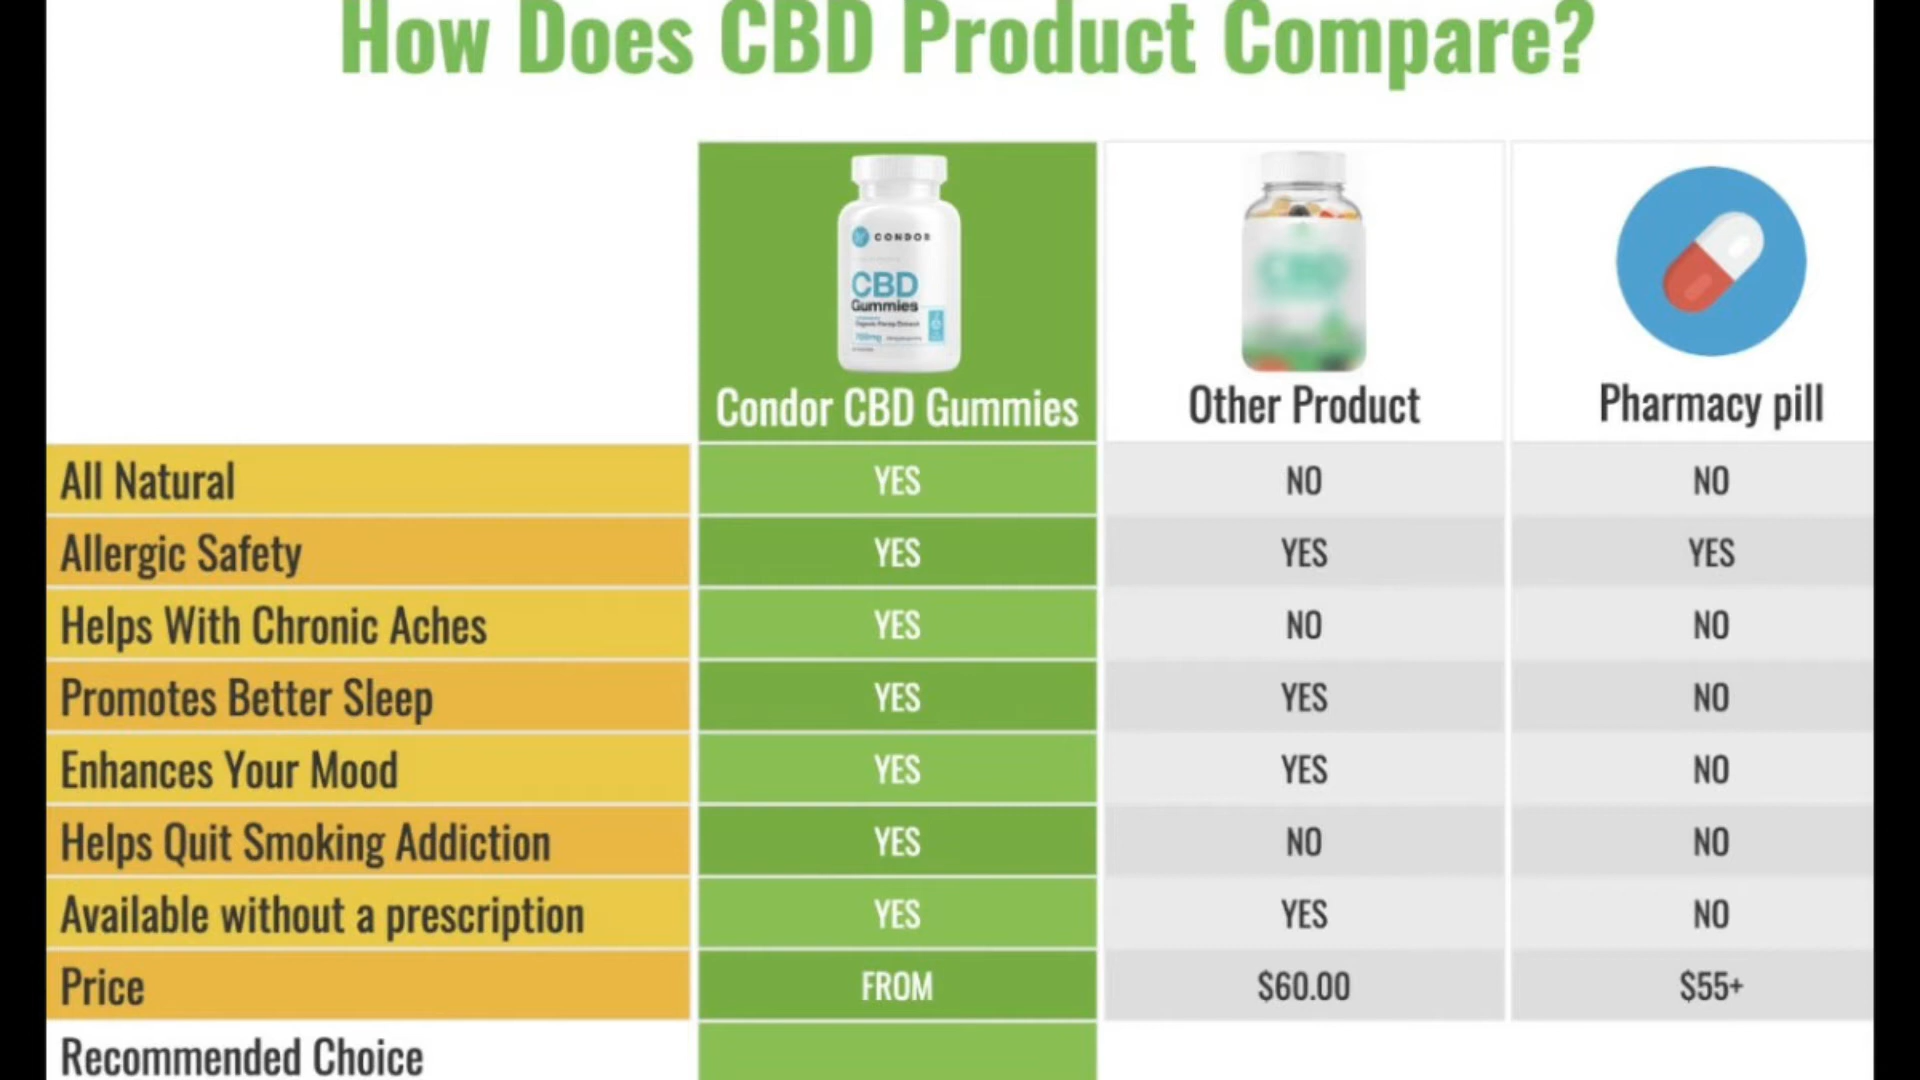 How Does CBD Product Compare?
CONDOR
CBD
Gummies
Condor CBD Gummies
Other Product
Pharmacy pill
All Natural YES NO NO
Allergic Safety YES YES YES
Helps With Chronic Aches YES NO NO
Promotes Better Sleep YES YES NO
Enhances Your Mood YES YES NO
Helps Quit Smoking Addiction YES NO NO
Available without a prescription YES YES NO
Price FROM $60.00 $55+
Recommended Choice